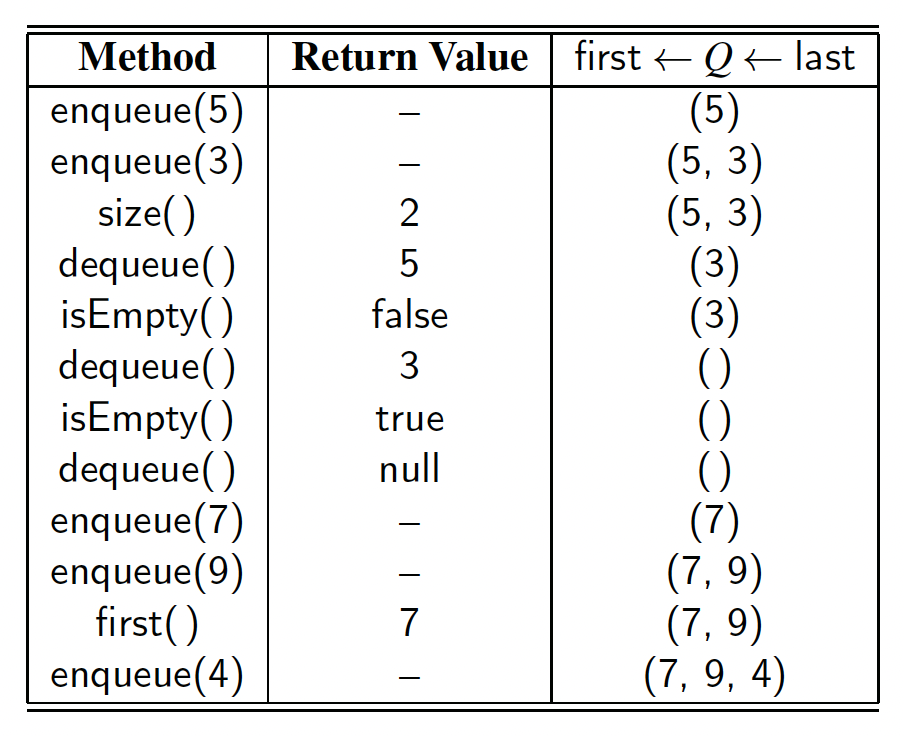 Method Return Value first ← Q ← last
enqueue(5) – (5)
enqueue(3) – (5, 3)
size( ) 2 (5, 3)
dequeue( ) 5 (3)
isEmpty( ) false (3)
dequeue( ) 3 ( )
isEmpty( ) true ( )
dequeue( ) null ( )
enqueue(7) – (7)
enqueue(9) – (7, 9)
first( ) 7 (7, 9)
enqueue(4) – (7, 9, 4)